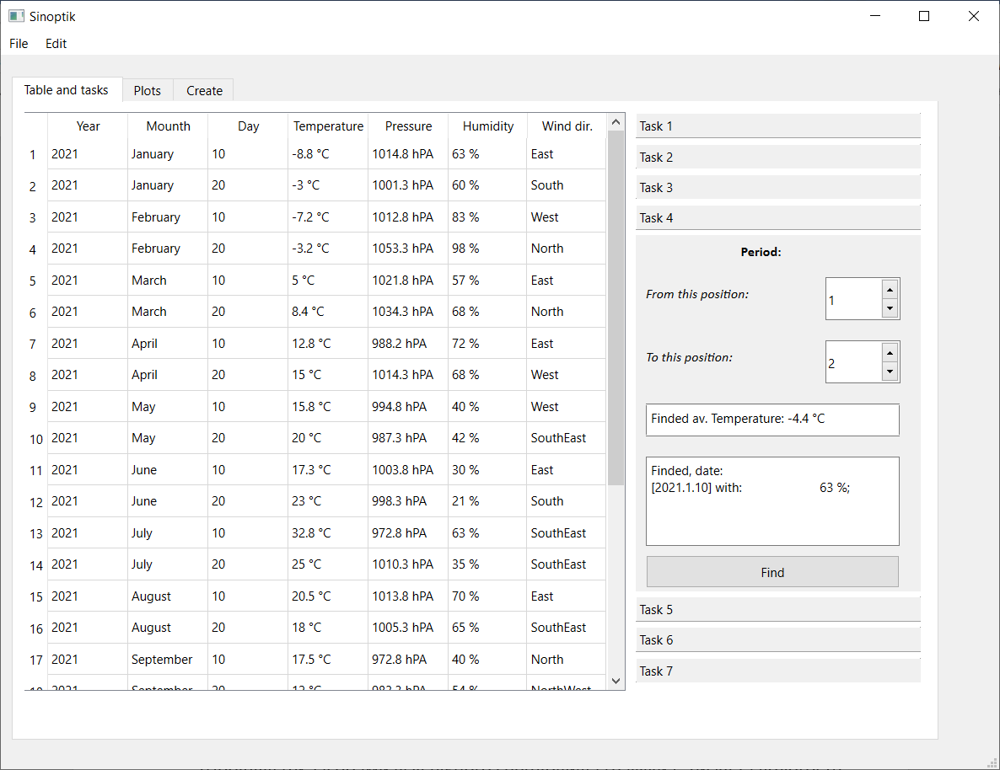 Sinoptik
File Edit
Table and tasks Plots Create
Year Mounth Day Temperature Pressure Humidity Wind dir.
1 2021 January 10 -8.8 °C 1014.8 hPA 63 % East
2 2021 January 20 -3 °C 1001.3 hPA 60 % South
3 2021 February 10 -7.2 °C 1012.8 hPA 83 % West
4 2021 February 20 -3.2 °C 1053.3 hPA 98 % North
5 2021 March 10 5 °C 1021.8 hPA 57 % East
6 2021 March 20 8.4 °C 1034.3 hPA 68 % North
7 2021 April 10 12.8 °C 988.2 hPA 72 % East
8 2021 April 20 15 °C 1014.3 hPA 68 % West
9 2021 May 10 15.8 °C 994.8 hPA 40 % West
10 2021 May 20 20 °C 987.3 hPA 42 % SouthEast
11 2021 June 10 17.3 °C 1003.8 hPA 30 % East
12 2021 June 20 23 °C 998.3 hPA 21 % South
13 2021 July 10 32.8 °C 972.8 hPA 63 % SouthEast
14 2021 July 20 25 °C 1010.3 hPA 35 % SouthEast
15 2021 August 10 20.5 °C 1013.8 hPA 70 % East
16 2021 August 20 18 °C 1005.3 hPA 65 % SouthEast
17 2021 September 10 17.5 °C 972.8 hPA 40 % North
2021 September 20 NorthWest
Task 1
Task 2
Task 3
Task 4
Period:
From this position: 1
To this position: 2
Finded av. Temperature: -4.4 °C
Finded, date:
[2021.1.10] with: 63 %;
Find
Task 5
Task 6
Task 7